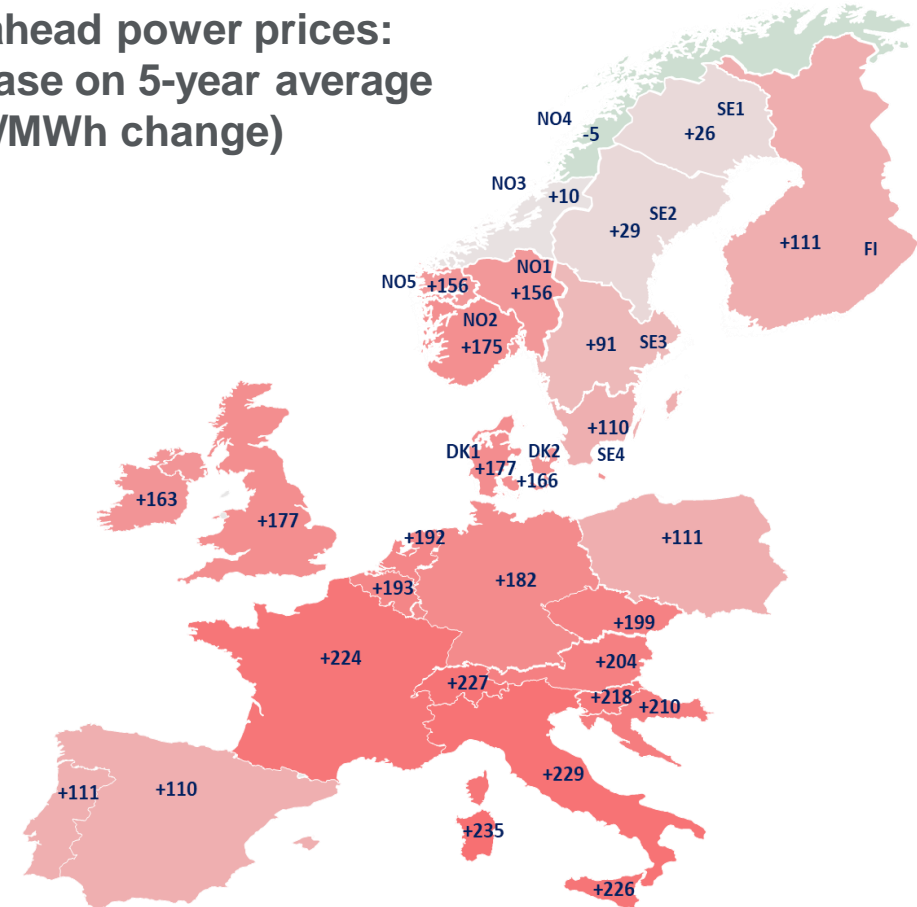 ahead power prices:
ase on 5-year average
/MWh change)
NO4
-5
SE1
+26
NO3
+10
SE2
+29
+111
FI
NO5
+156
NO1
+156
NO2
+175
+91
SE3
+110
SE4
DK1
+177
DK2
+166
+163
+177
+192
+111
+193
+182
+199
+224
+204
+227
+218
+210
+229
+111
+110
+235
+226